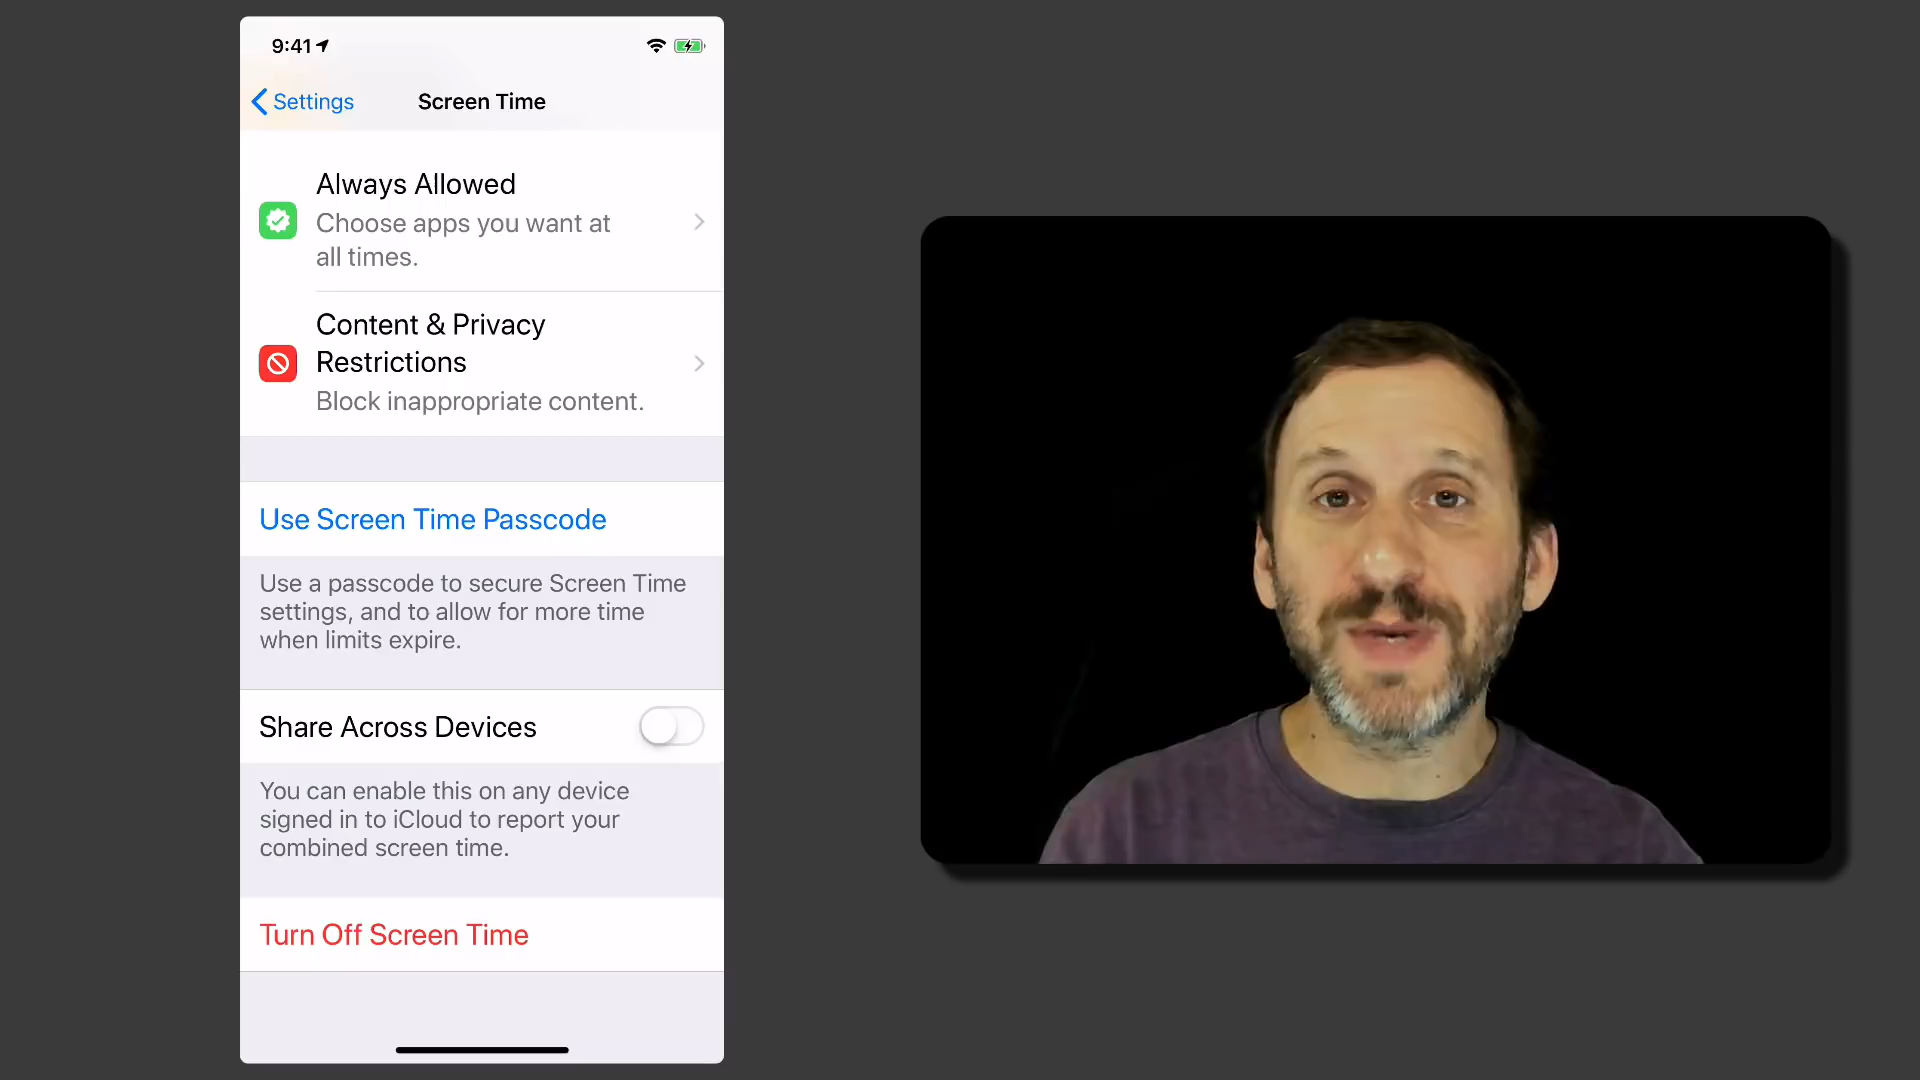 9:41
Settings
Screen Time
Always Allowed
Choose apps you want at
all times.
Content & Privacy
Restrictions
Block inappropriate content.
Use Screen Time Passcode
Use a passcode to secure Screen Time
settings, and to allow for more time
when limits expire.
Share Across Devices
You can enable this on any device
signed in to iCloud to report your
combined screen time.
Turn Off Screen Time